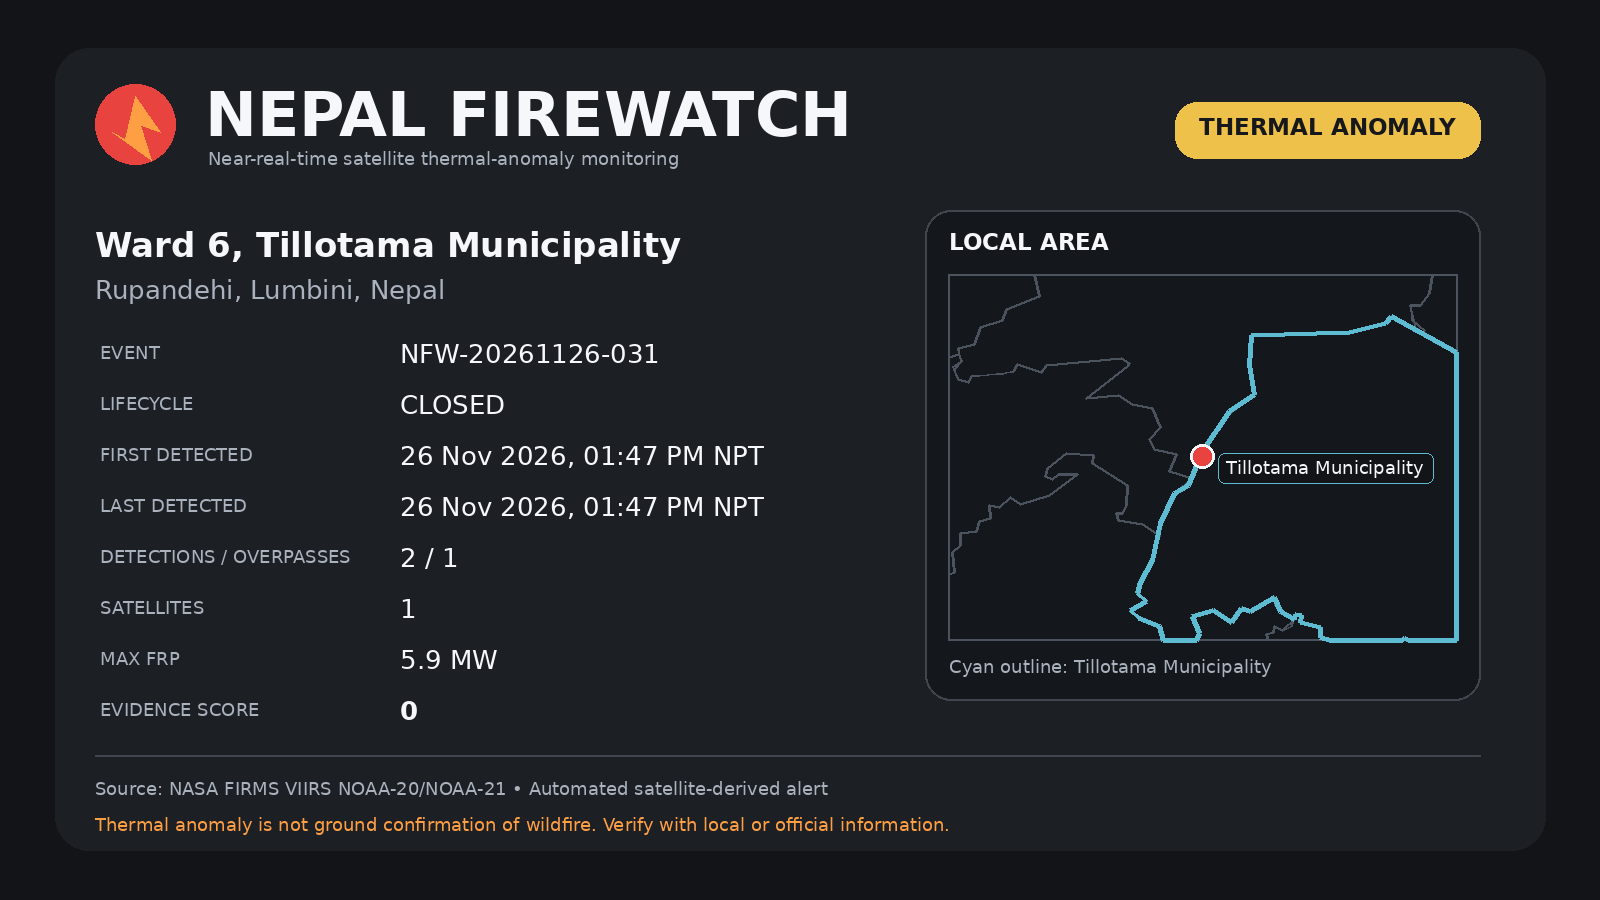 NEPAL FIREWATCH
Near-real-time satellite thermal-anomaly monitoring
THERMAL ANOMALY
Ward 6, Tillotama Municipality
Rupandehi, Lumbini, Nepal
EVENT NFW-20261126-031
LIFECYCLE CLOSED
FIRST DETECTED 26 Nov 2026, 01:47 PM NPT
LAST DETECTED 26 Nov 2026, 01:47 PM NPT
DETECTIONS / OVERPASSES 2 / 1
SATELLITES 1
MAX FRP 5.9 MW
EVIDENCE SCORE 0
LOCAL AREA
Tillotama Municipality
Cyan outline: Tillotama Municipality
Source: NASA FIRMS VIIRS NOAA-20/NOAA-21 • Automated satellite-derived alert
Thermal anomaly is not ground confirmation of wildfire. Verify with local or official information.